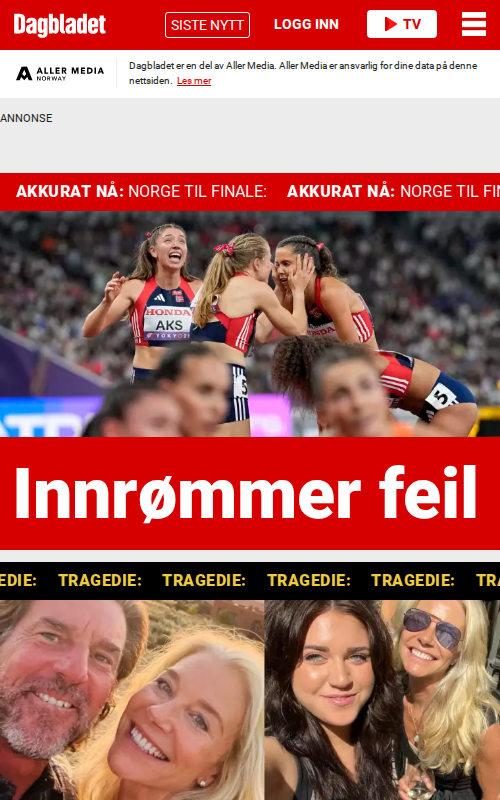 Dagbladet
SISTE NYTT
LOGG INN
TV
ALLER MEDIA
NORWAY
Dagbladet er en del av Aller Media. Aller Media er ansvarlig for dine data på denne
nettsiden. Les mer
ANNONSE
AKKURAT NÅ: NORGE TIL FINALE: AKKURAT NÅ: NORGE TIL FIN
HONDA
AKS
TOKYO 25
HONDA
5
5
Innrømmer feil
EDIE: TRAGEDIE: TRAGEDIE: TRAGEDIE: TRAGEDIE: TRA